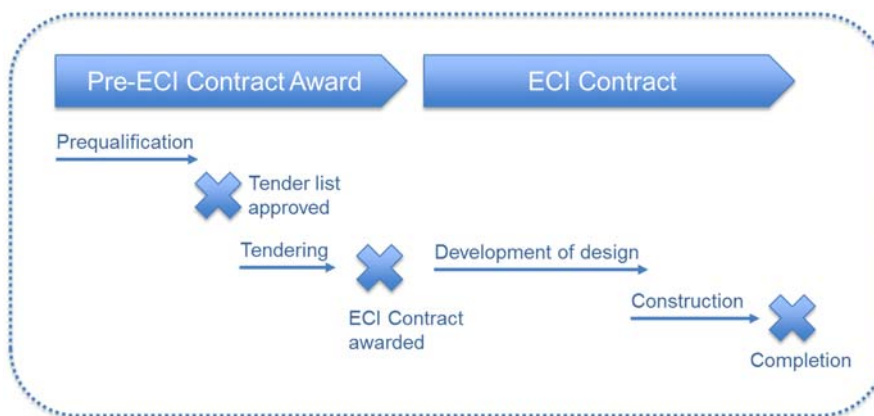 Pre-ECI Contract Award
ECI Contract
Prequalification
Tender list
approved
Tendering
Development of design
ECI Contract
awarded
Construction
Completion